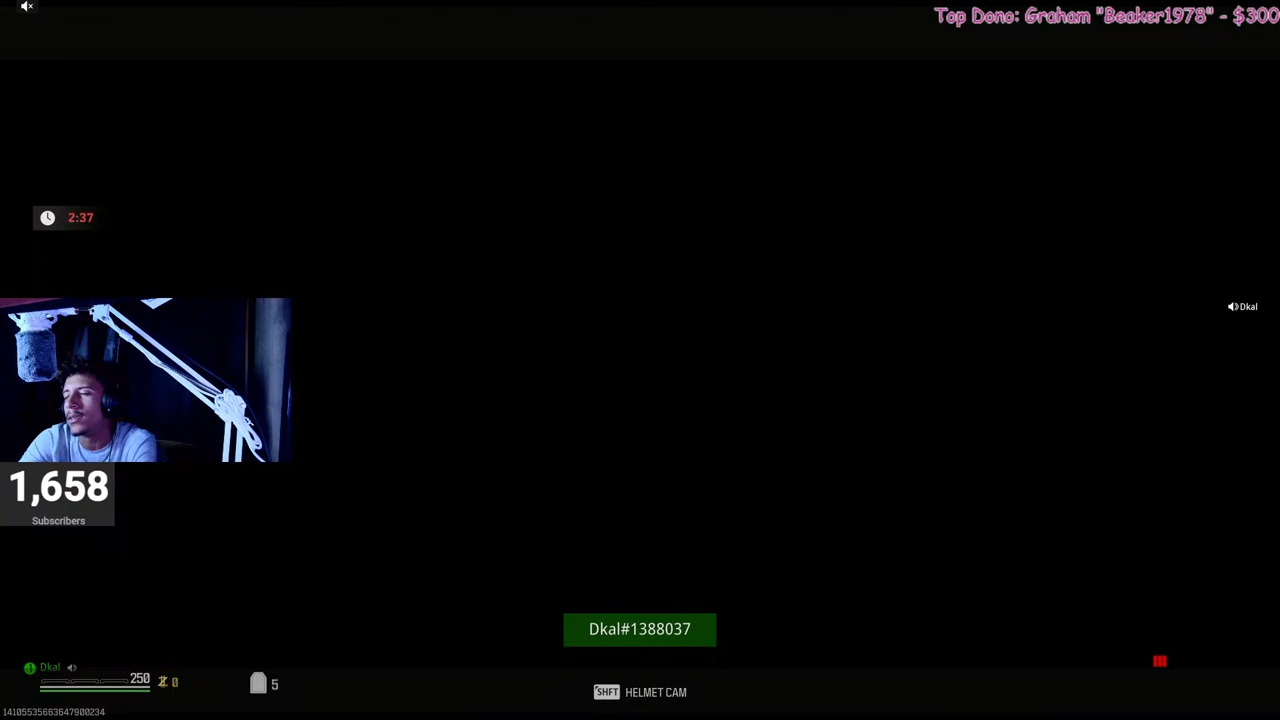 Top Dono: Graham "Beaker1978" - $300
2:37
Dkal
1,658
Subscribers
Dkal#1388037
Dkal
250
0
5
SHFT HELMET CAM
14105535663647900234